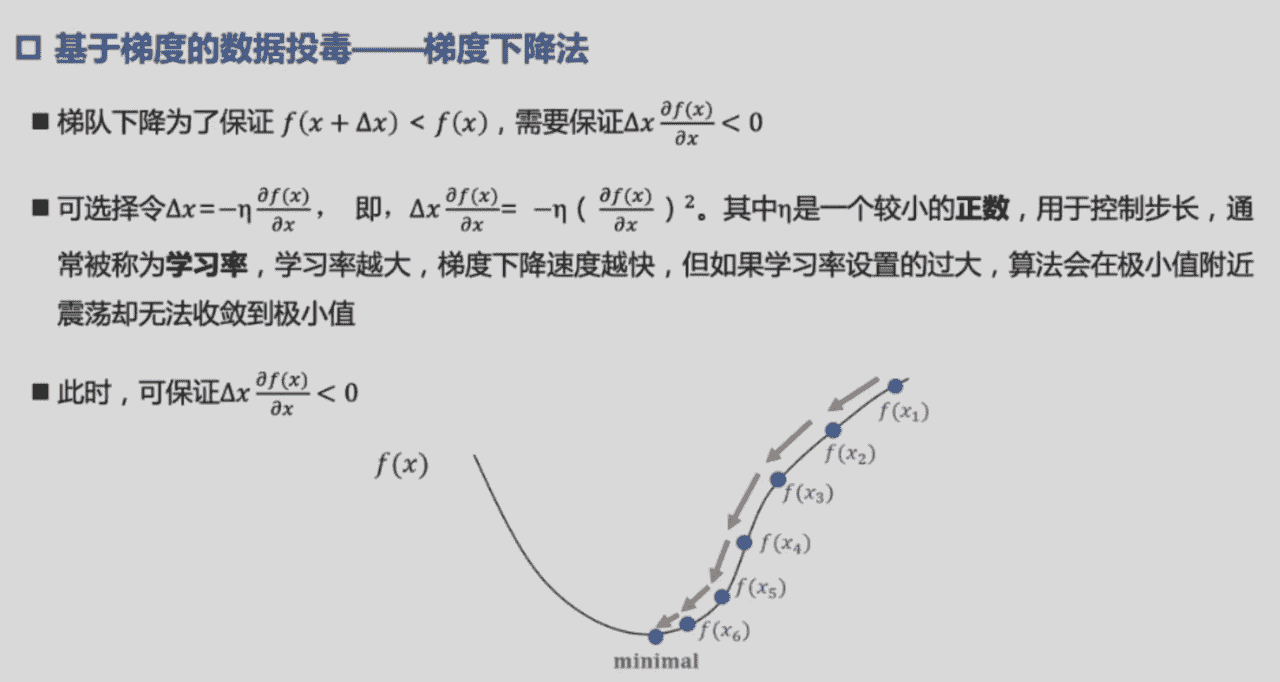 基于梯度的数据投毒——梯度下降法
■ 梯队下降为了保证 f(x + Δx) < f(x)，需要保证Δx ∂f(x)/∂x < 0
■ 可选择令Δx=−η ∂f(x)/∂x， 即，Δx ∂f(x)/∂x = −η（∂f(x)/∂x）²。其中η是一个较小的正数，用于控制步长，通
常被称为学习率，学习率越大，梯度下降速度越快，但如果学习率设置的过大，算法会在极小值附近
震荡却无法收敛到极小值
■ 此时，可保证Δx ∂f(x)/∂x < 0
f(x)
f(x₁)
f(x₂)
f(x₃)
f(x₄)
f(x₅)
f(x₆)
minimal